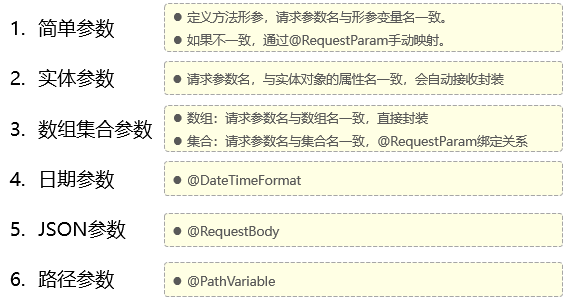 1. 简单参数
● 定义方法形参，请求参数名与形参变量名一致。
● 如果不一致，通过@RequestParam手动映射。
2. 实体参数
● 请求参数名，与实体对象的属性名一致，会自动接收封装
3. 数组集合参数
● 数组：请求参数名与数组名一致，直接封装
● 集合：请求参数名与集合名一致，@RequestParam绑定关系
4. 日期参数
● @DateTimeFormat
5. JSON参数
● @RequestBody
6. 路径参数
● @PathVariable